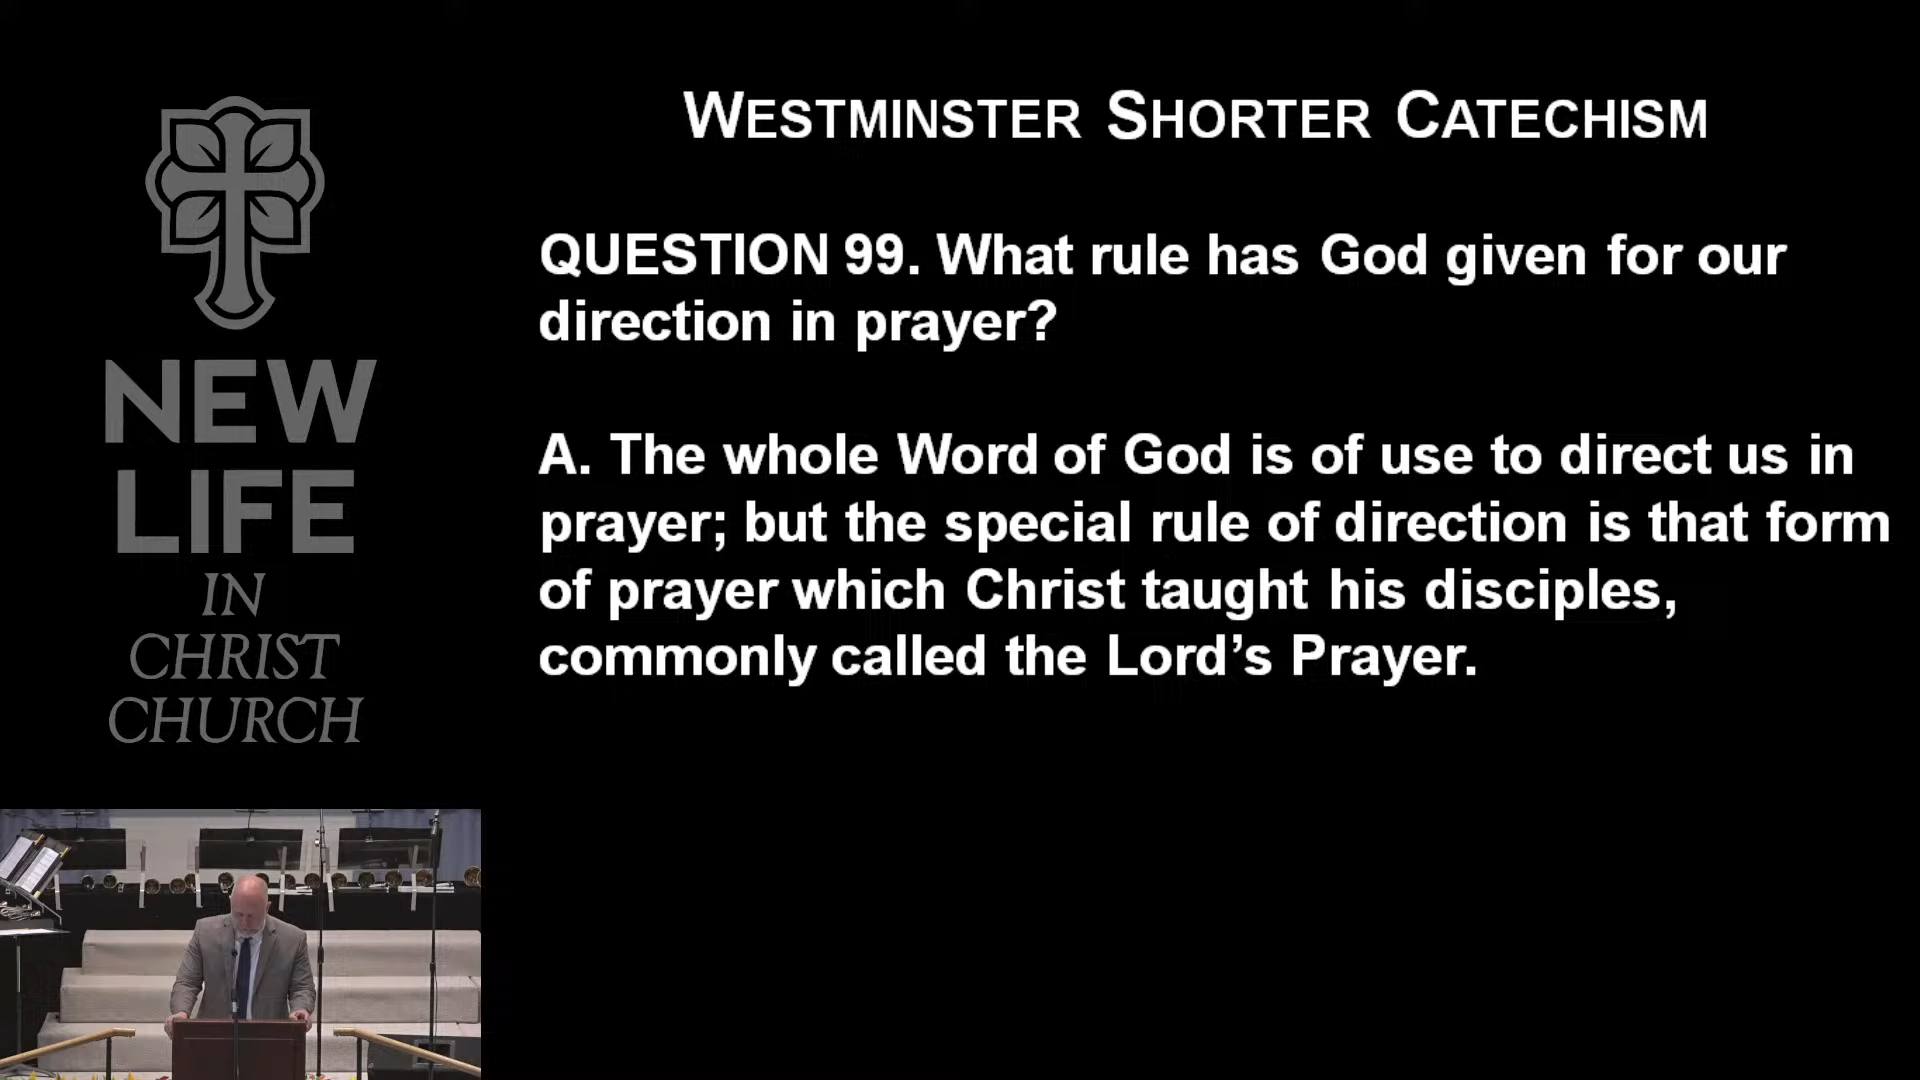 WESTMINSTER SHORTER CATECHISM
QUESTION 99. What rule has God given for our
direction in prayer?
A. The whole Word of God is of use to direct us in
prayer; but the special rule of direction is that form
of prayer which Christ taught his disciples,
commonly called the Lord’s Prayer.
NEW
LIFE
IN
CHRIST
CHURCH